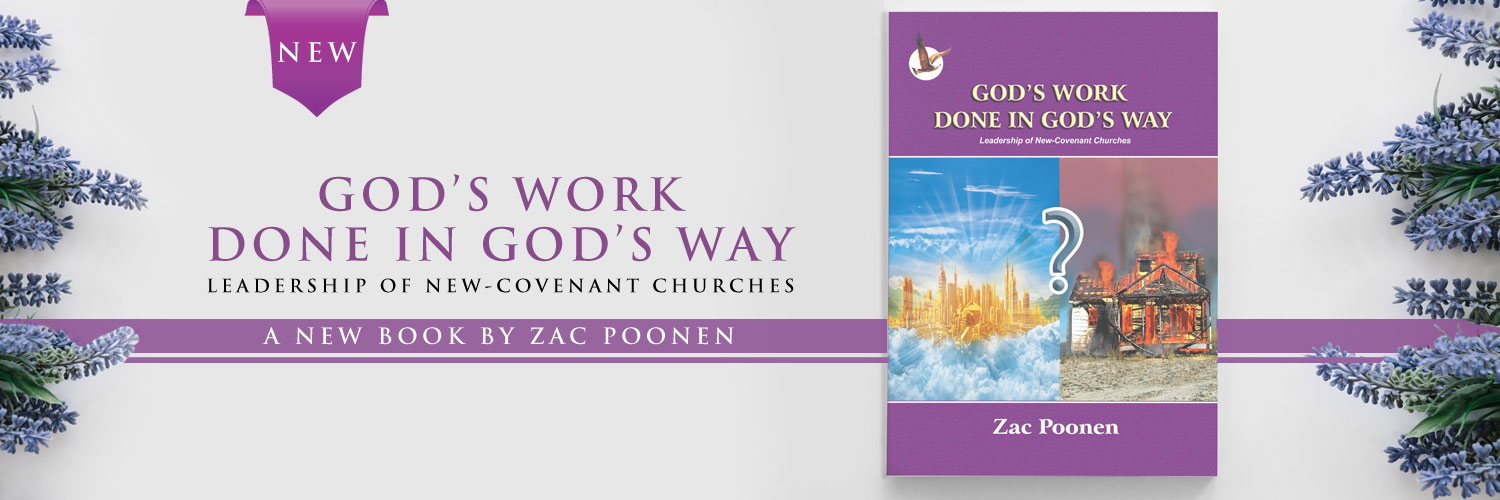 NEW
GOD'S WORK
DONE IN GOD'S WAY
LEADERSHIP OF NEW-COVENANT CHURCHES
A NEW BOOK BY ZAC POONEN
GOD'S WORK
DONE IN GOD'S WAY
Leadership of New-Covenant Churches
?
Zac Poonen